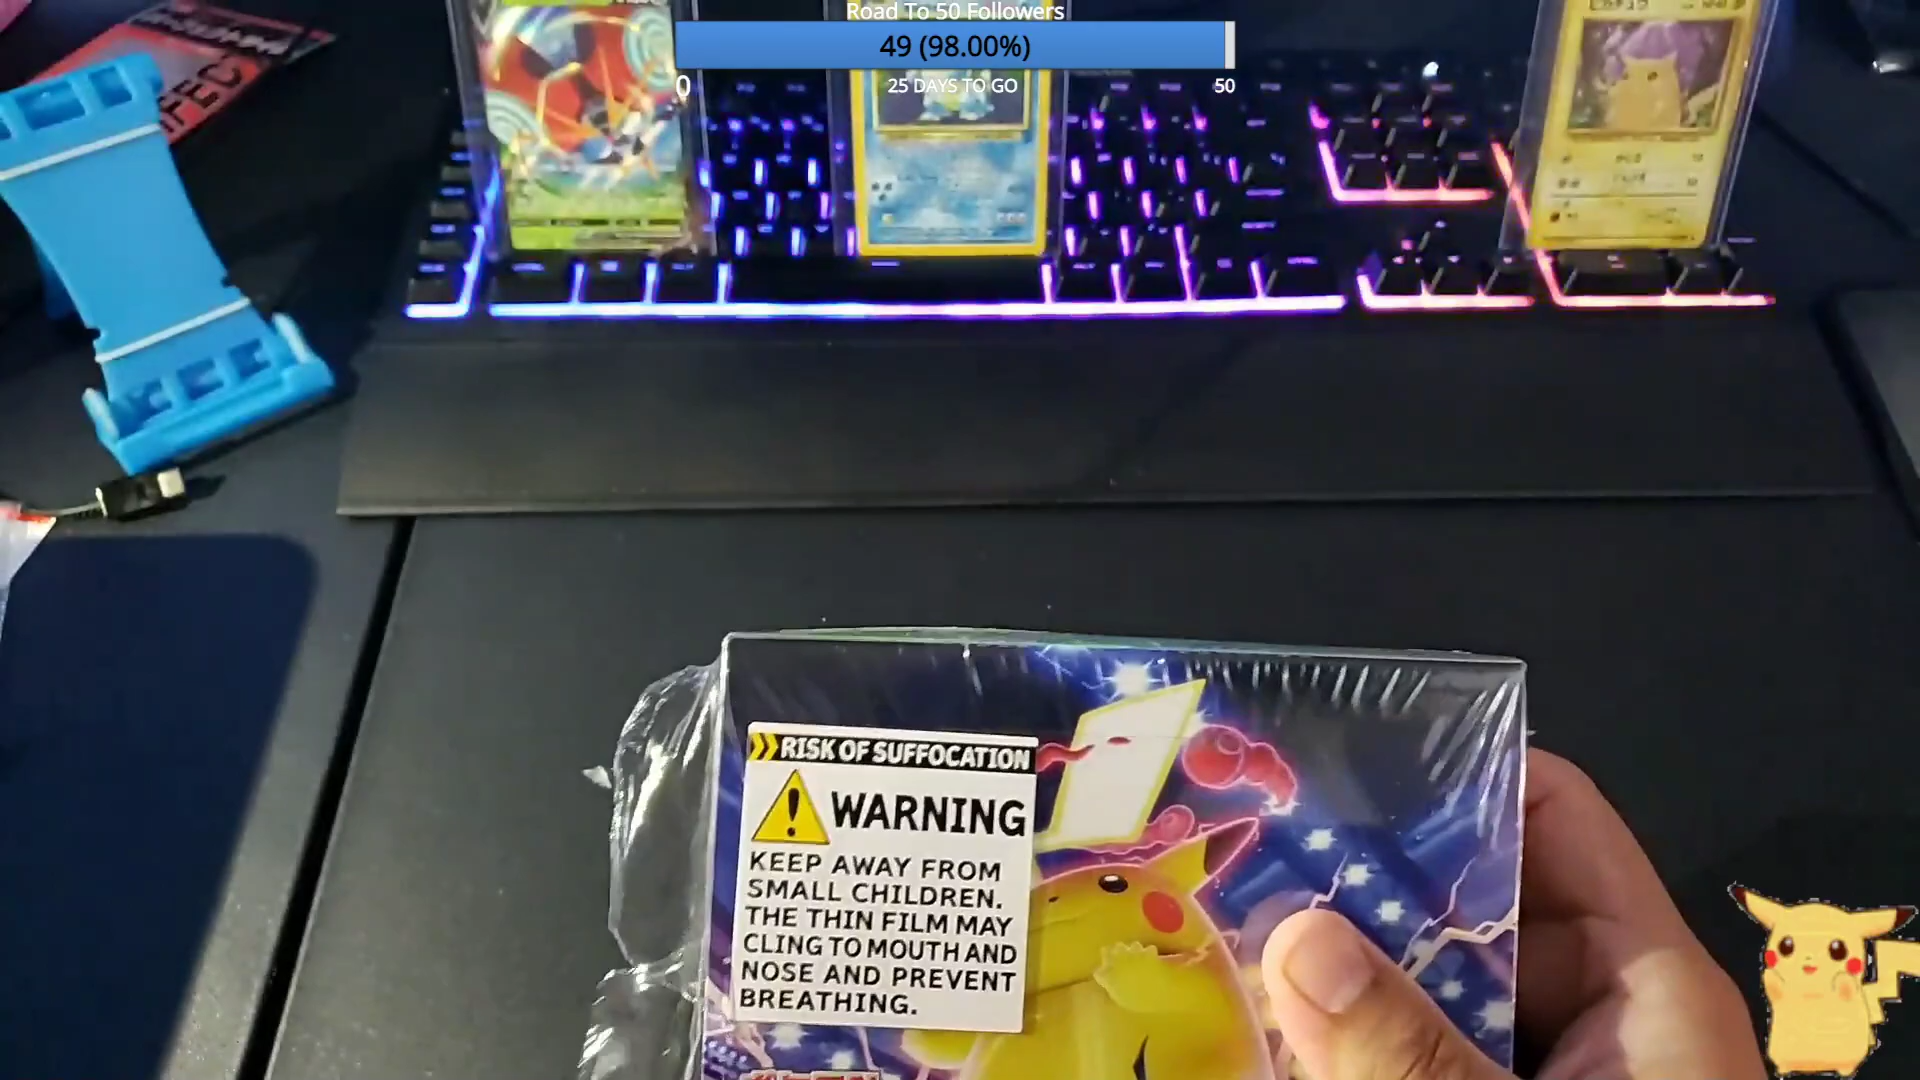 Road To 50 Followers
49 (98.00%)
0
25 DAYS TO GO
50
RISK OF SUFFOCATION
WARNING
KEEP AWAY FROM
SMALL CHILDREN.
THE THIN FILM MAY
CLING TO MOUTH AND
NOSE AND PREVENT
BREATHING.